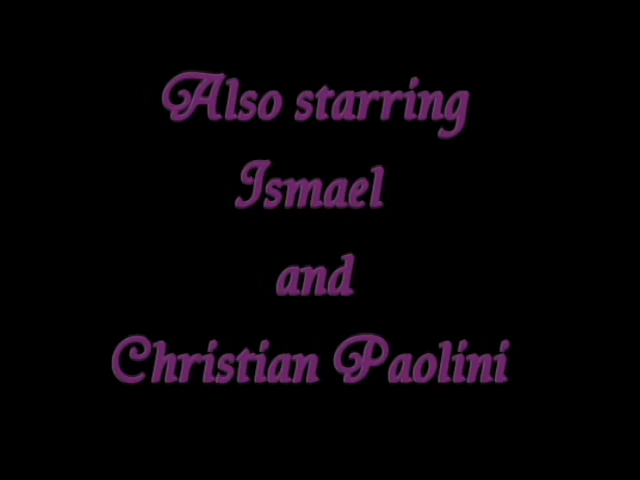 Also starring
Ismael
and
Christian Paolini